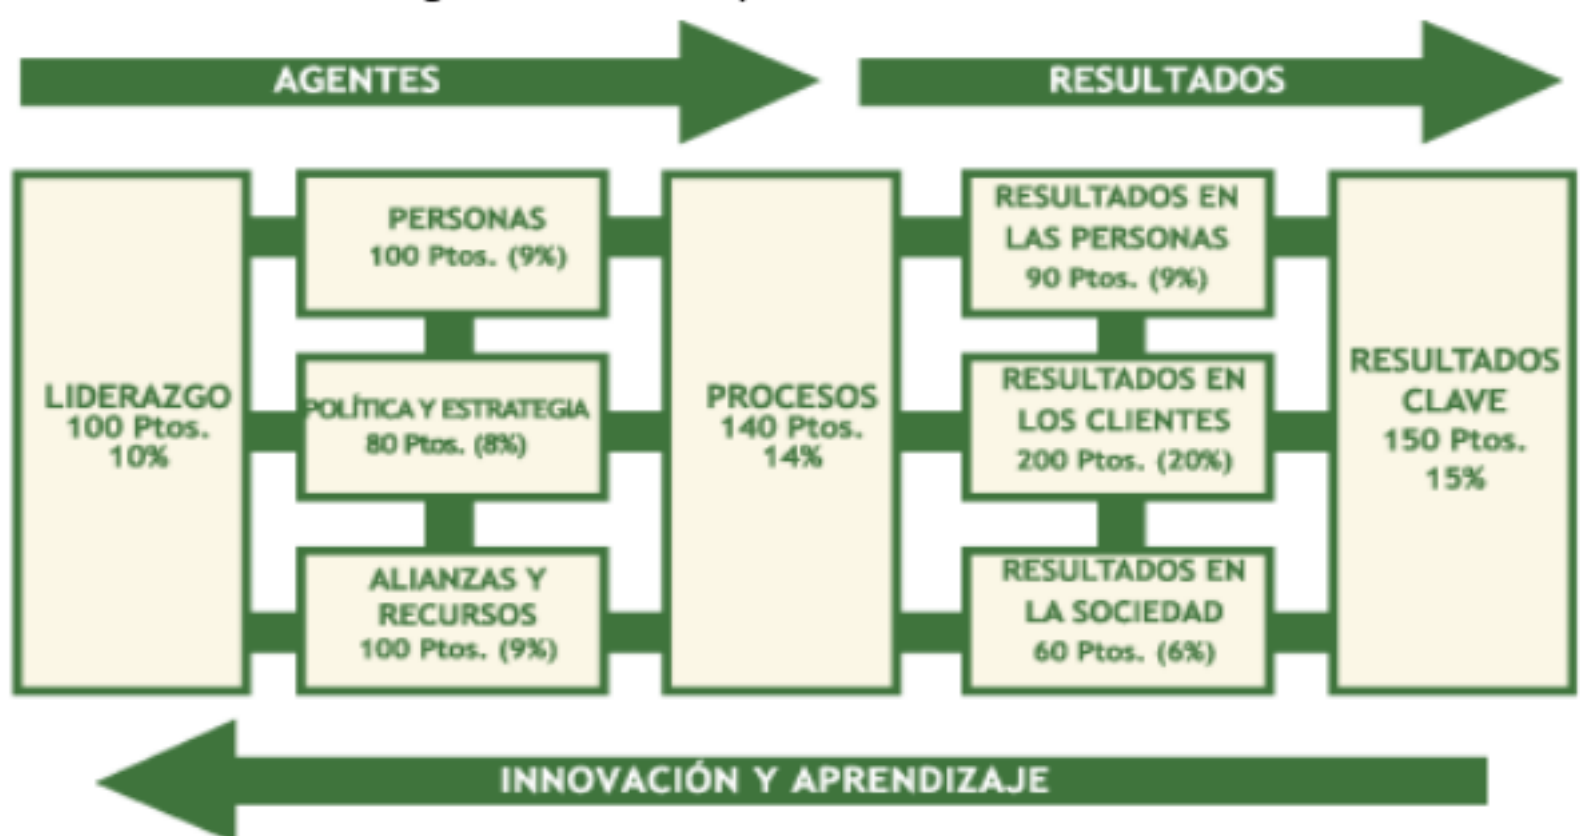 AGENTES
RESULTADOS
LIDERAZGO
100 Ptos.
10%
PERSONAS
100 Ptos. (9%)
POLÍTICA Y ESTRATEGIA
80 Ptos. (8%)
ALIANZAS Y
RECURSOS
100 Ptos. (9%)
PROCESOS
140 Ptos.
14%
RESULTADOS EN
LAS PERSONAS
90 Ptos. (9%)
RESULTADOS EN
LOS CLIENTES
200 Ptos. (20%)
RESULTADOS EN
LA SOCIEDAD
60 Ptos. (6%)
RESULTADOS
CLAVE
150 Ptos.
15%
INNOVACIÓN Y APRENDIZAJE